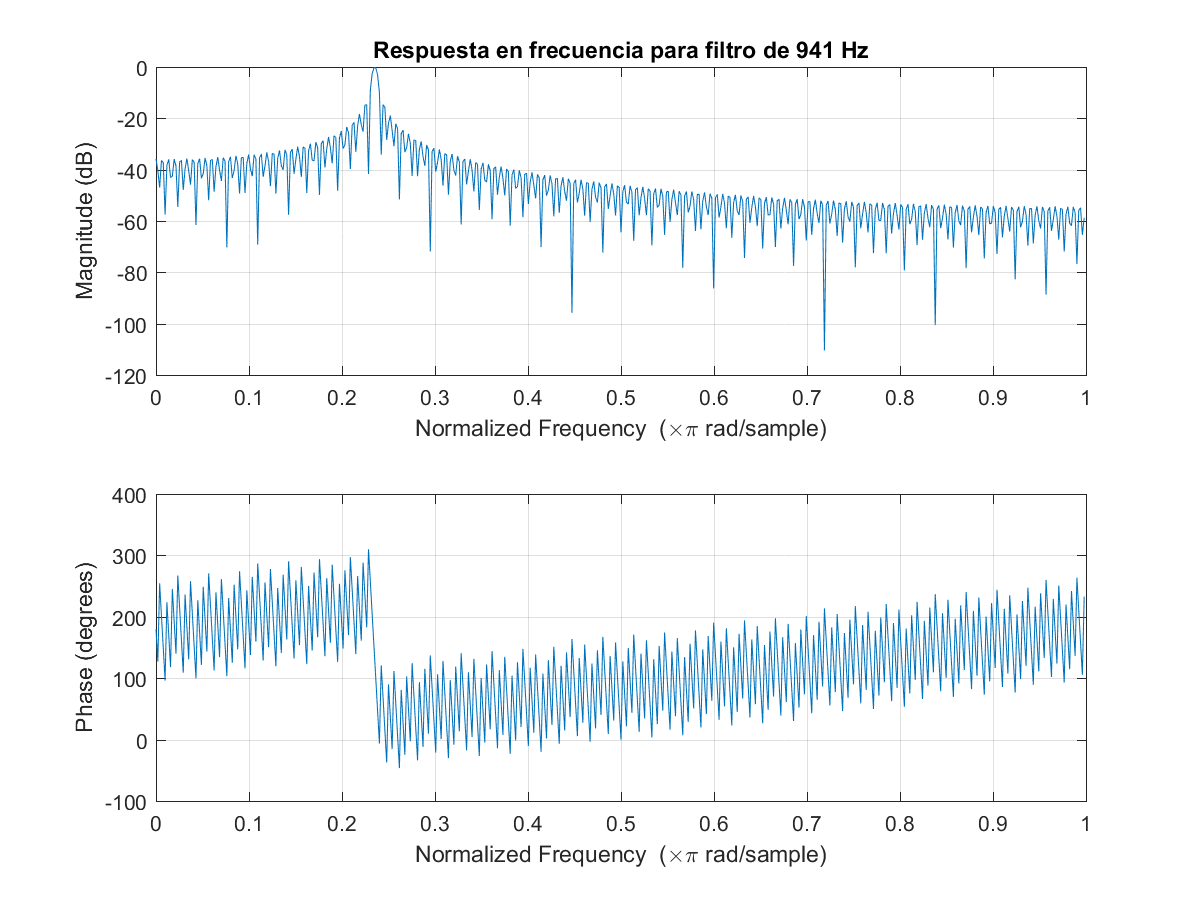 Respuesta en frecuencia para filtro de 941 Hz
0
-20
-40
-60
-80
-100
-120
Magnitude (dB)
0 0.1 0.2 0.3 0.4 0.5 0.6 0.7 0.8 0.9 1
Normalized Frequency (×π rad/sample)
400
300
200
100
0
-100
Phase (degrees)
0 0.1 0.2 0.3 0.4 0.5 0.6 0.7 0.8 0.9 1
Normalized Frequency (×π rad/sample)